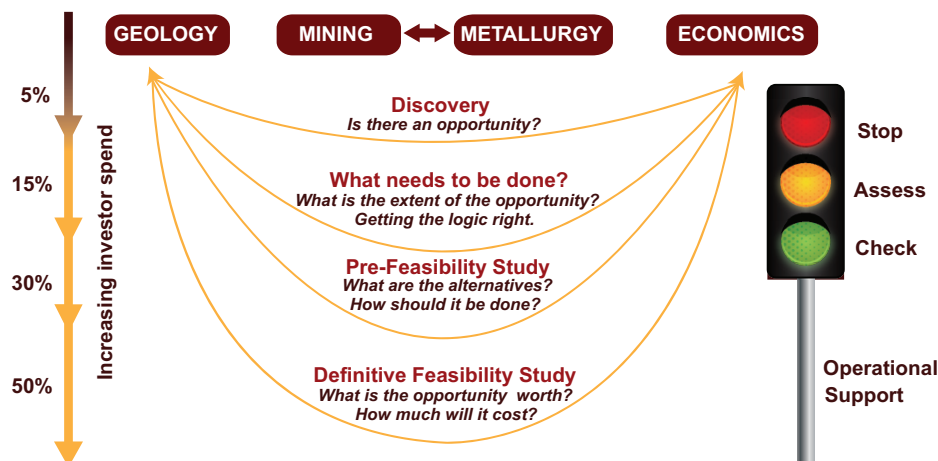 GEOLOGY
MINING
METALLURGY
ECONOMICS
5%
15%
30%
50%
Increasing investor spend
Discovery
Is there an opportunity?
What needs to be done?
What is the extent of the opportunity?
Getting the logic right.
Pre-Feasibility Study
What are the alternatives?
How should it be done?
Definitive Feasibility Study
What is the opportunity worth?
How much will it cost?
Stop
Assess
Check
Operational
Support